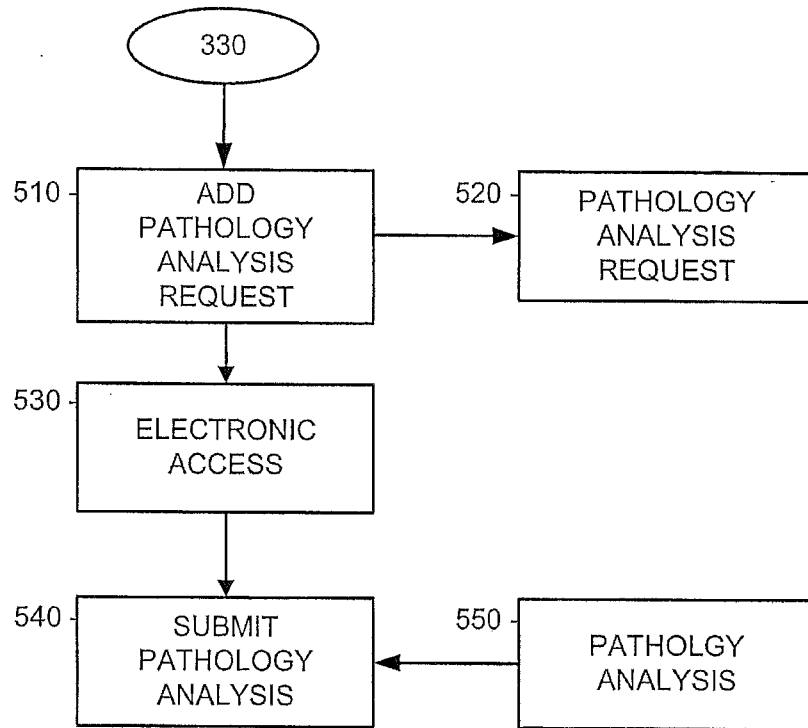 330
510
ADD
PATHOLOGY
ANALYSIS
REQUEST
520
PATHOLOGY
ANALYSIS
REQUEST
530
ELECTRONIC
ACCESS
540
SUBMIT
PATHOLOGY
ANALYSIS
550
PATHOLGY
ANALYSIS